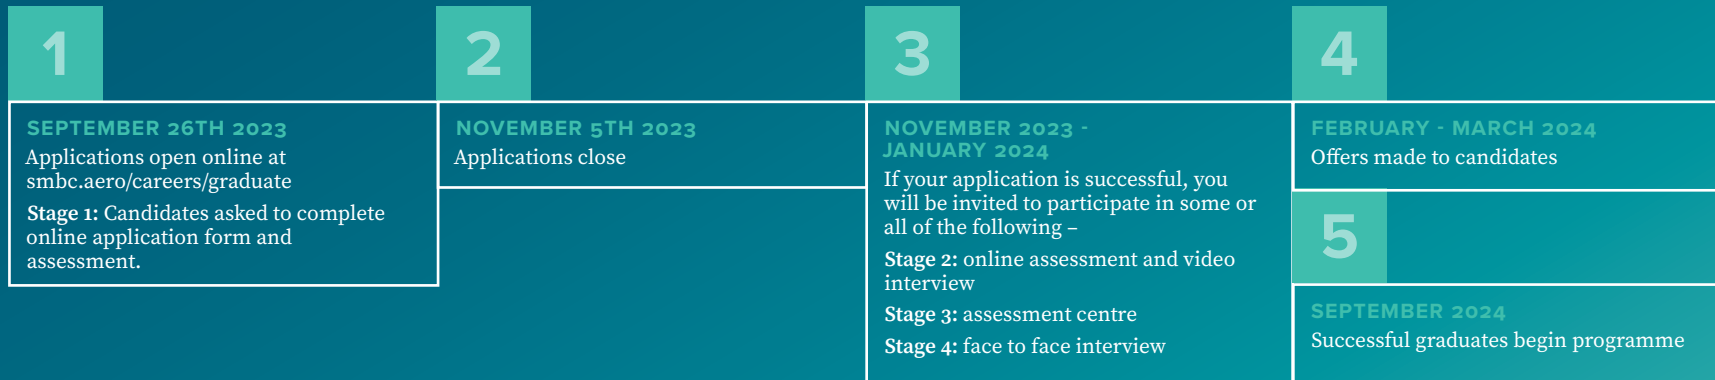 1
SEPTEMBER 26TH 2023
Applications open online at
smbc.aero/careers/graduate
Stage 1: Candidates asked to complete
online application form and
assessment.
2
NOVEMBER 5TH 2023
Applications close
3
NOVEMBER 2023 -
JANUARY 2024
If your application is successful, you
will be invited to participate in some or
all of the following –
Stage 2: online assessment and video
interview
Stage 3: assessment centre
Stage 4: face to face interview
4
FEBRUARY - MARCH 2024
Offers made to candidates
5
SEPTEMBER 2024
Successful graduates begin programme